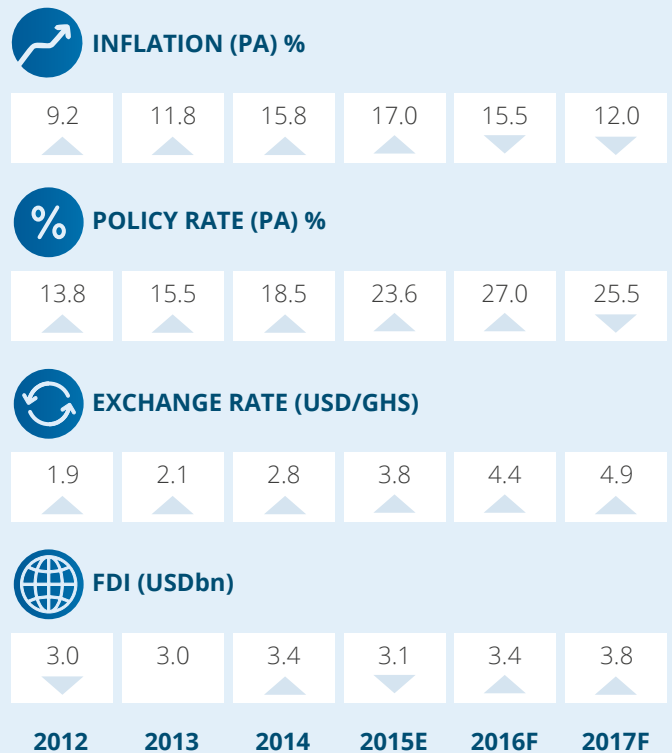 INFLATION (PA) %
9.2 11.8 15.8 17.0 15.5 12.0
%
POLICY RATE (PA) %
13.8 15.5 18.5 23.6 27.0 25.5
EXCHANGE RATE (USD/GHS)
1.9 2.1 2.8 3.8 4.4 4.9
FDI (USDbn)
3.0 3.0 3.4 3.1 3.4 3.8
2012 2013 2014 2015E 2016F 2017F